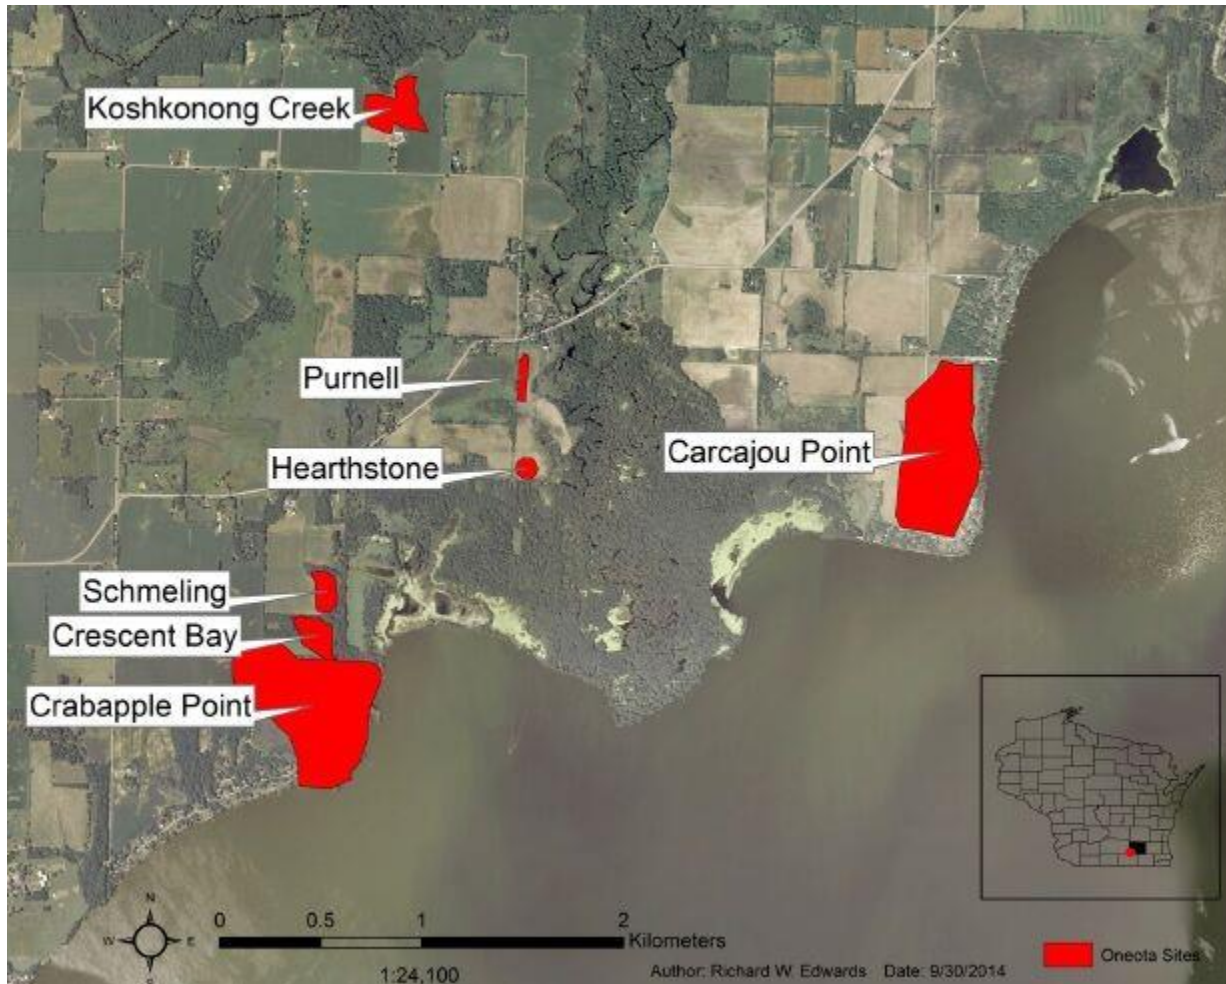 Koshkonong Creek
Purnell
Carcajou Point
Hearthstone
Schmeling
Crescent Bay
Crabapple Point
N
W E
S
0 0.5 1 2
Kilometers
1:24,100
Author: Richard W. Edwards Date: 9/30/2014
Oneota Sites